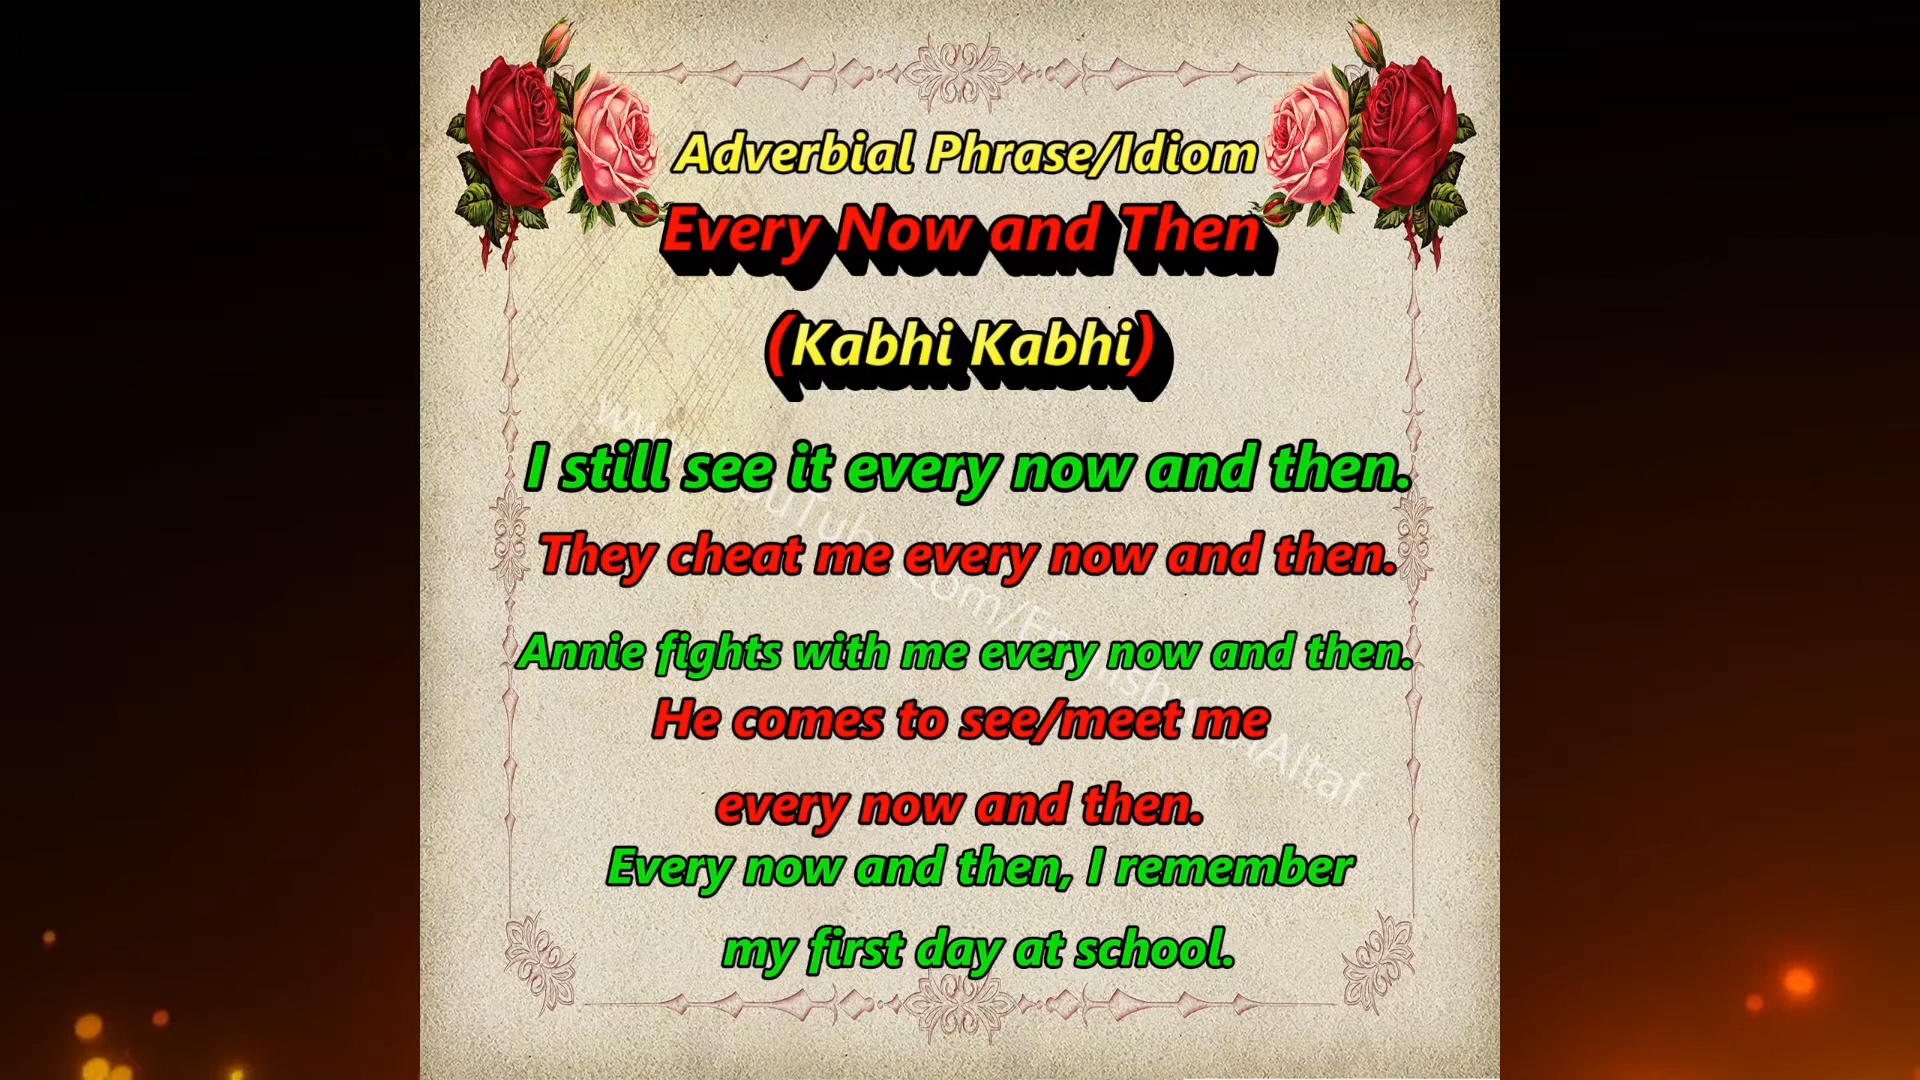 Adverbial Phrase/Idiom
Every Now and Then
(Kabhi Kabhi)
I still see it every now and then.
They cheat me every now and then.
Annie fights with me every now and then.
He comes to see/meet me
every now and then.
Every now and then, I remember
my first day at school.